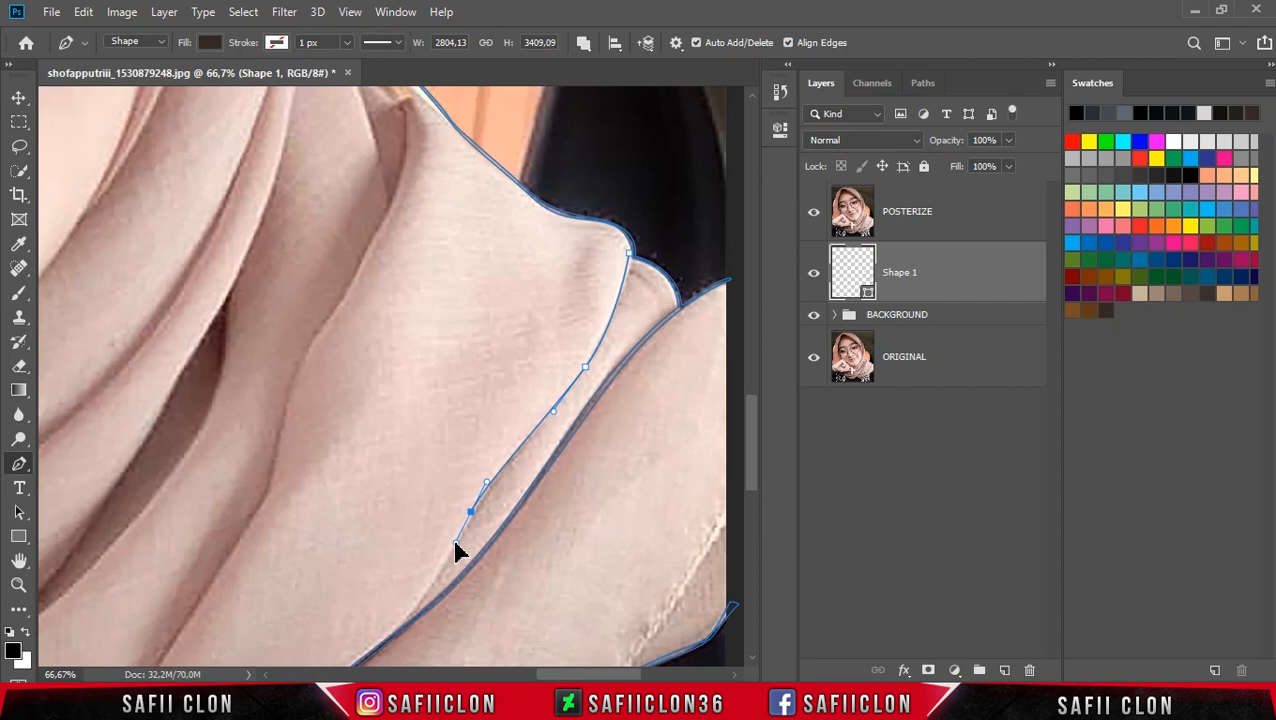 Ps File Edit Image Layer Type Select Filter 3D View Window Help
Shape Fill: Stroke: 1 px W: 2804,13 H: 3409,09 Auto Add/Delete Align Edges
shofapputriii_1530879248.jpg @ 66,7% (Shape 1, RGB/8#) *
Layers Channels Paths
Swatches
Kind
Normal Opacity: 100%
Lock: Fill: 100%
POSTERIZE
Shape 1
BACKGROUND
ORIGINAL
66,67% Doc: 32,2M/70,0M
SAFII CLON SAFIICLON SAFIICLON36 SAFIICLON SAFII CLON